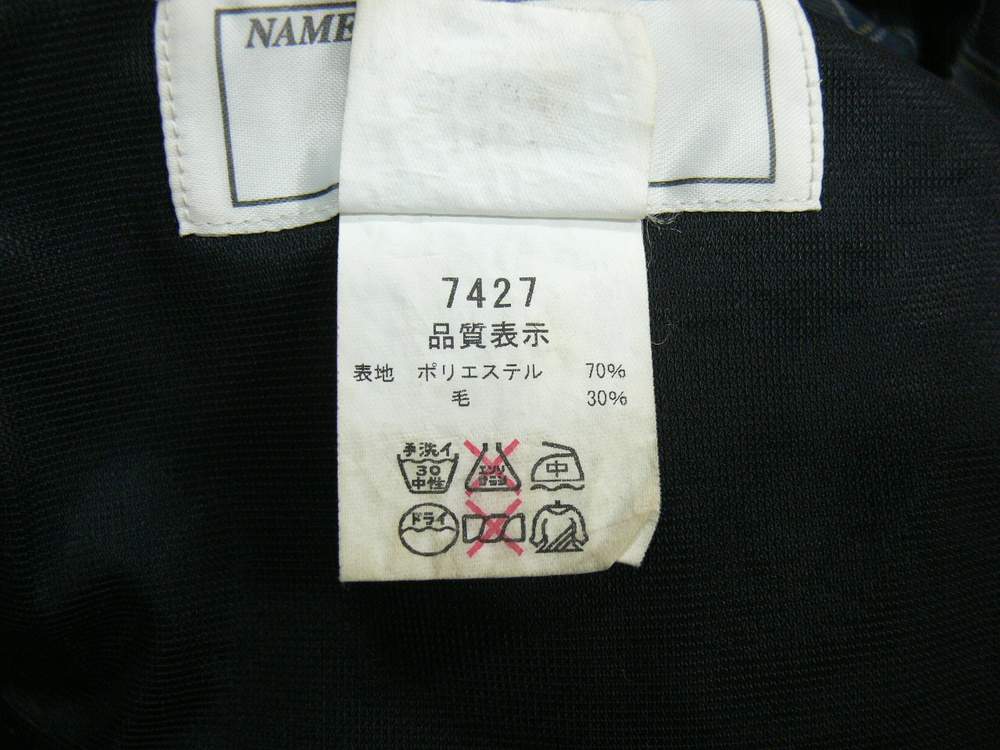 NAME
7427
品質表示
表地 ポリエステル 70%
毛 30%
手洗イ
30
中性
エンソ
サラシ
中
ドライ